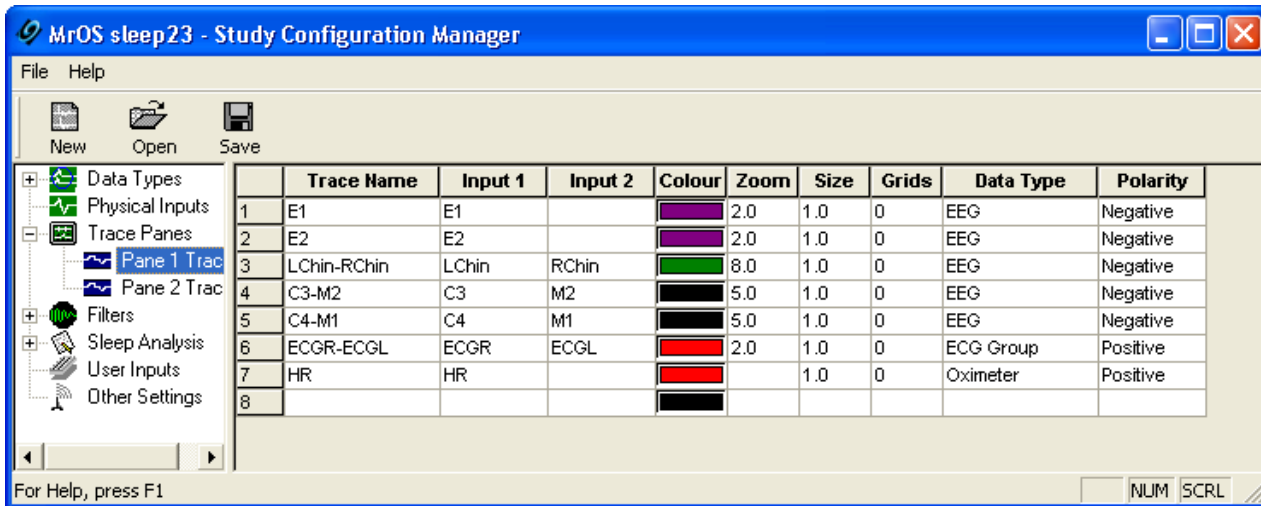 MrOS sleep23 - Study Configuration Manager
File Help
New Open Save
Data Types
Physical Inputs
Trace Panes
Pane 1 Trac
Pane 2 Trac
Filters
Sleep Analysis
User Inputs
Other Settings
Trace Name Input 1 Input 2 Colour Zoom Size Grids Data Type Polarity
1 E1 E1 2.0 1.0 0 EEG Negative
2 E2 E2 2.0 1.0 0 EEG Negative
3 LChin-RChin LChin RChin 8.0 1.0 0 EEG Negative
4 C3-M2 C3 M2 5.0 1.0 0 EEG Negative
5 C4-M1 C4 M1 5.0 1.0 0 EEG Negative
6 ECGR-ECGL ECGR ECGL 2.0 1.0 0 ECG Group Positive
7 HR HR 1.0 0 Oximeter Positive
8
For Help, press F1 NUM SCRL